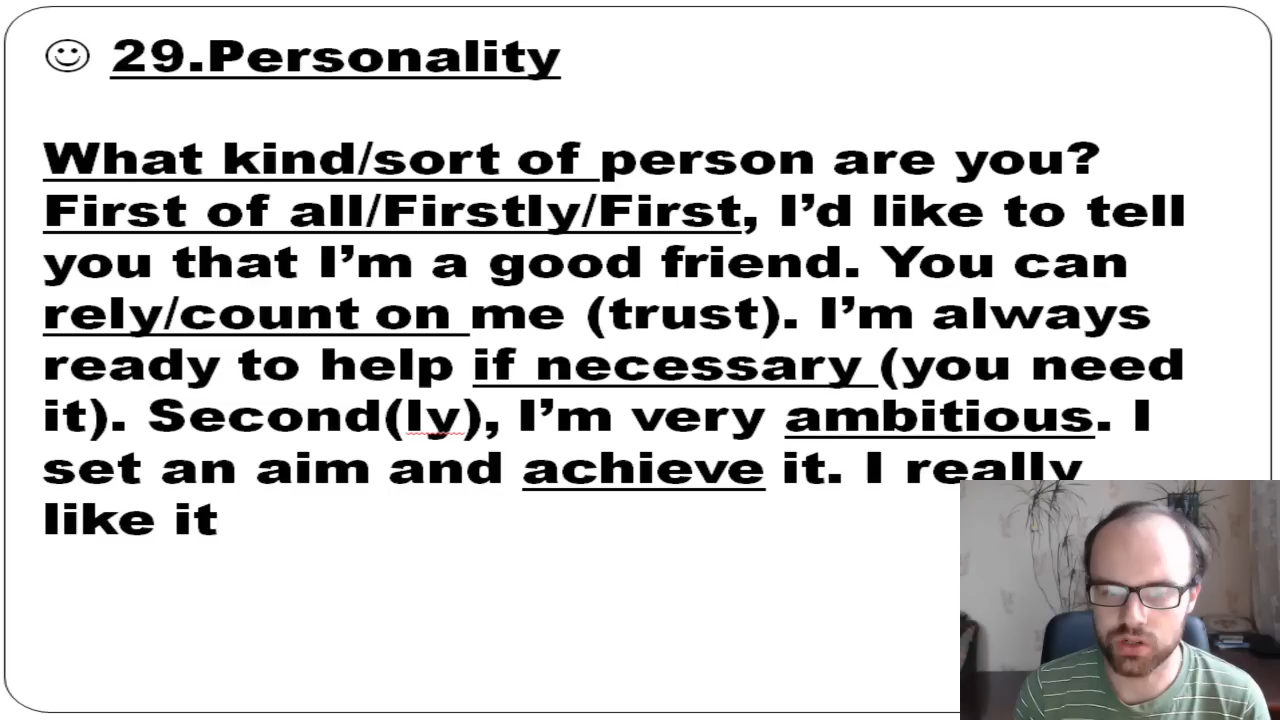 ☺ 29.Personality
What kind/sort of person are you?
First of all/Firstly/First, I’d like to tell
you that I’m a good friend. You can
rely/count on me (trust). I’m always
ready to help if necessary (you need
it). Second(ly), I’m very ambitious. I
set an aim and achieve it. I really
like it